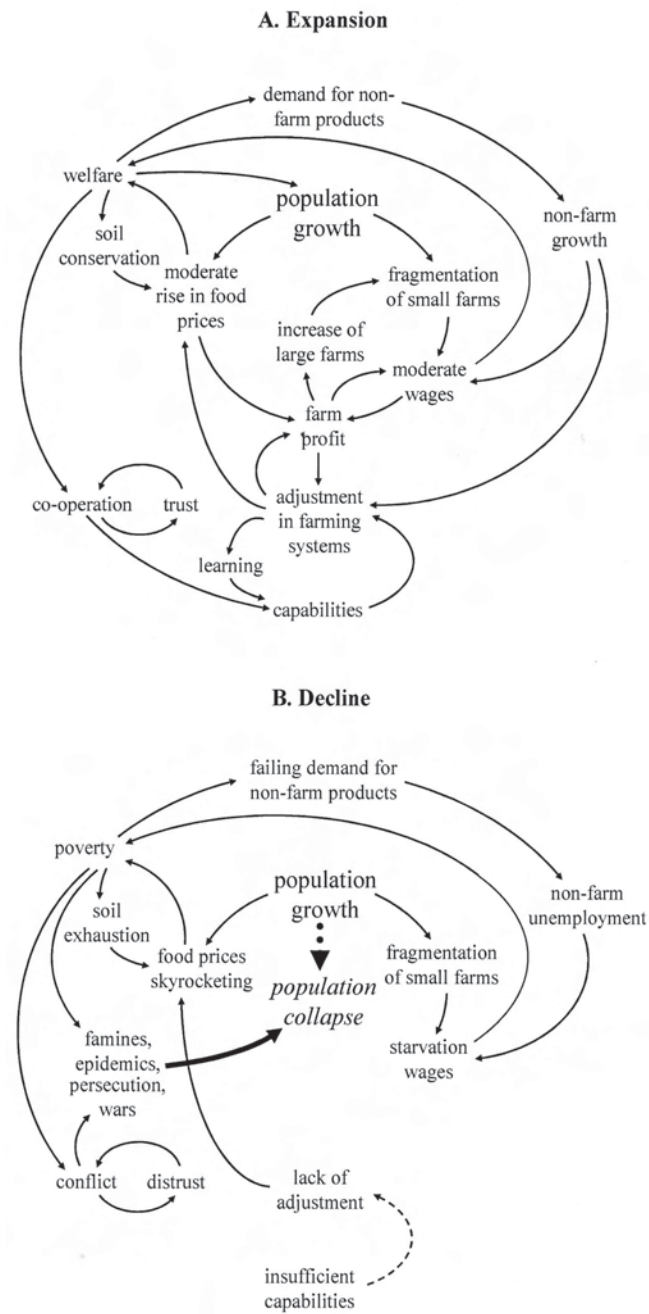 A. Expansion
demand for non-
farm products
welfare
population
growth
non-farm
growth
soil
conservation
moderate
rise in food
prices
fragmentation
of small farms
increase of
large farms
moderate
wages
farm
profit
co-operation
trust
adjustment
in farming
systems
learning
capabilities
B. Decline
failing demand for
non-farm products
poverty
population
growth
non-farm
unemployment
soil
exhaustion
food prices
skyrocketing
fragmentation
of small farms
population
collapse
famines,
epidemics,
persecution,
wars
starvation
wages
conflict
distrust
lack of
adjustment
insufficient
capabilities